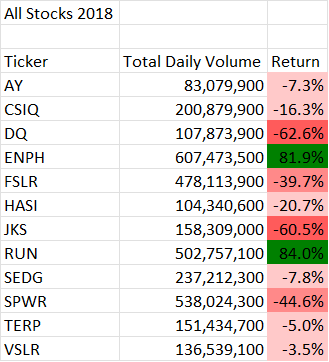 All Stocks 2018
Ticker Total Daily Volume Return
AY 83,079,900 -7.3%
CSIQ 200,879,900 -16.3%
DQ 107,873,900 -62.6%
ENPH 607,473,500 81.9%
FSLR 478,113,900 -39.7%
HASI 104,340,600 -20.7%
JKS 158,309,000 -60.5%
RUN 502,757,100 84.0%
SEDG 237,212,300 -7.8%
SPWR 538,024,300 -44.6%
TERP 151,434,700 -5.0%
VSLR 136,539,100 -3.5%